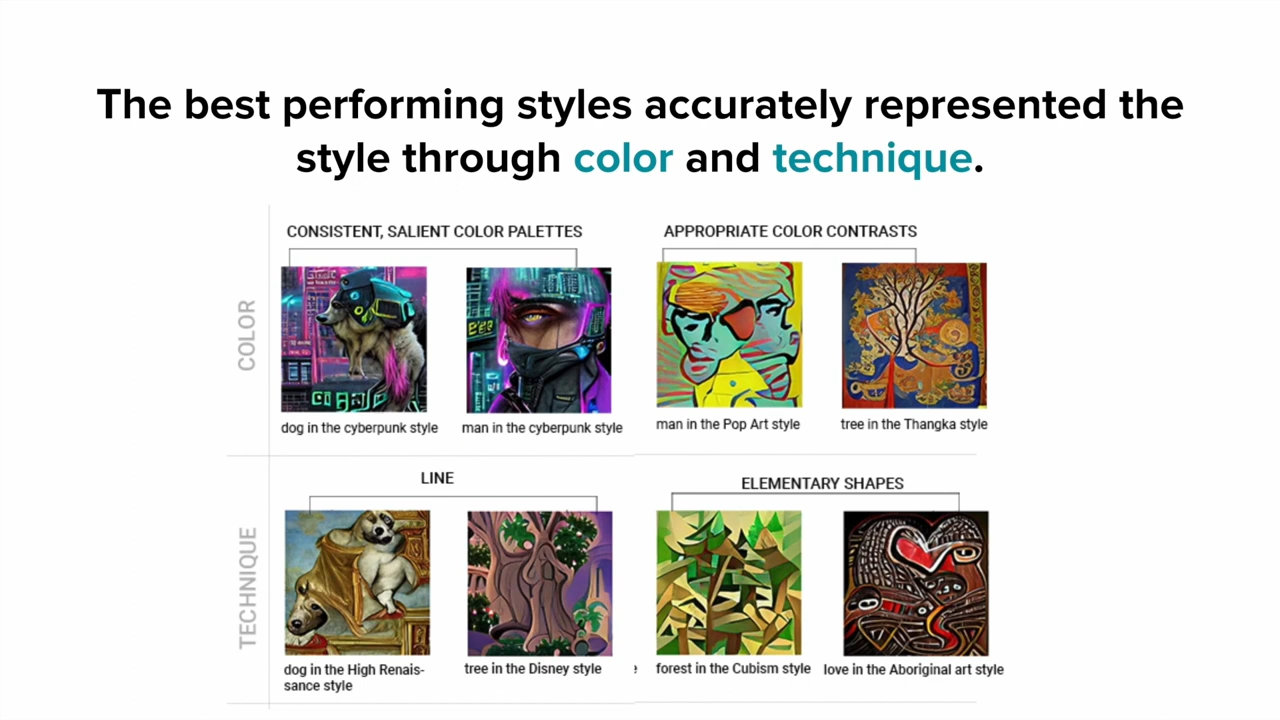 The best performing styles accurately represented the
style through color and technique.
CONSISTENT, SALIENT COLOR PALETTES
APPROPRIATE COLOR CONTRASTS
COLOR
dog in the cyberpunk style
man in the cyberpunk style
man in the Pop Art style
tree in the Thangka style
LINE
ELEMENTARY SHAPES
TECHNIQUE
dog in the High Renais-
sance style
tree in the Disney style
forest in the Cubism style
love in the Aboriginal art style